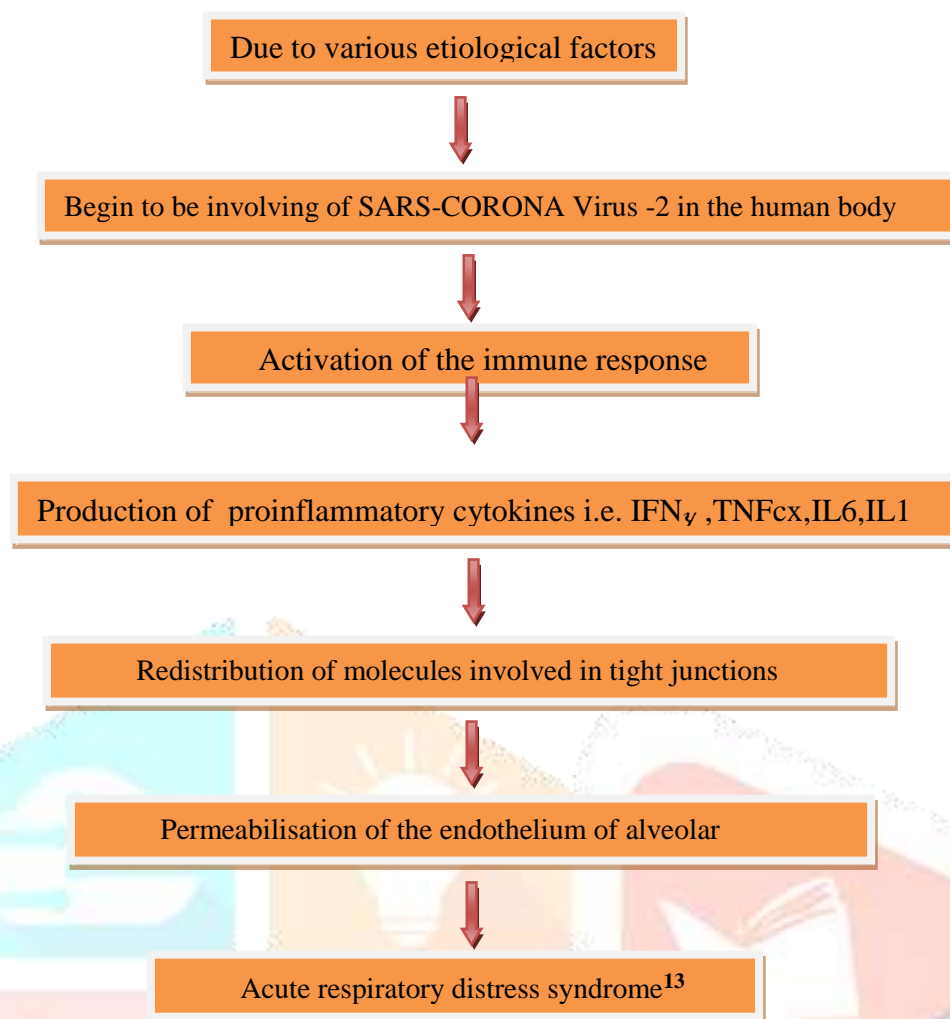 Due to various etiological factors
Begin to be involving of SARS-CORONA Virus -2 in the human body
Activation of the immune response
Production of proinflammatory cytokines i.e. IFNγ ,TNFcx,IL6,IL1
Redistribution of molecules involved in tight junctions
Permeabilisation of the endothelium of alveolar
Acute respiratory distress syndrome¹³